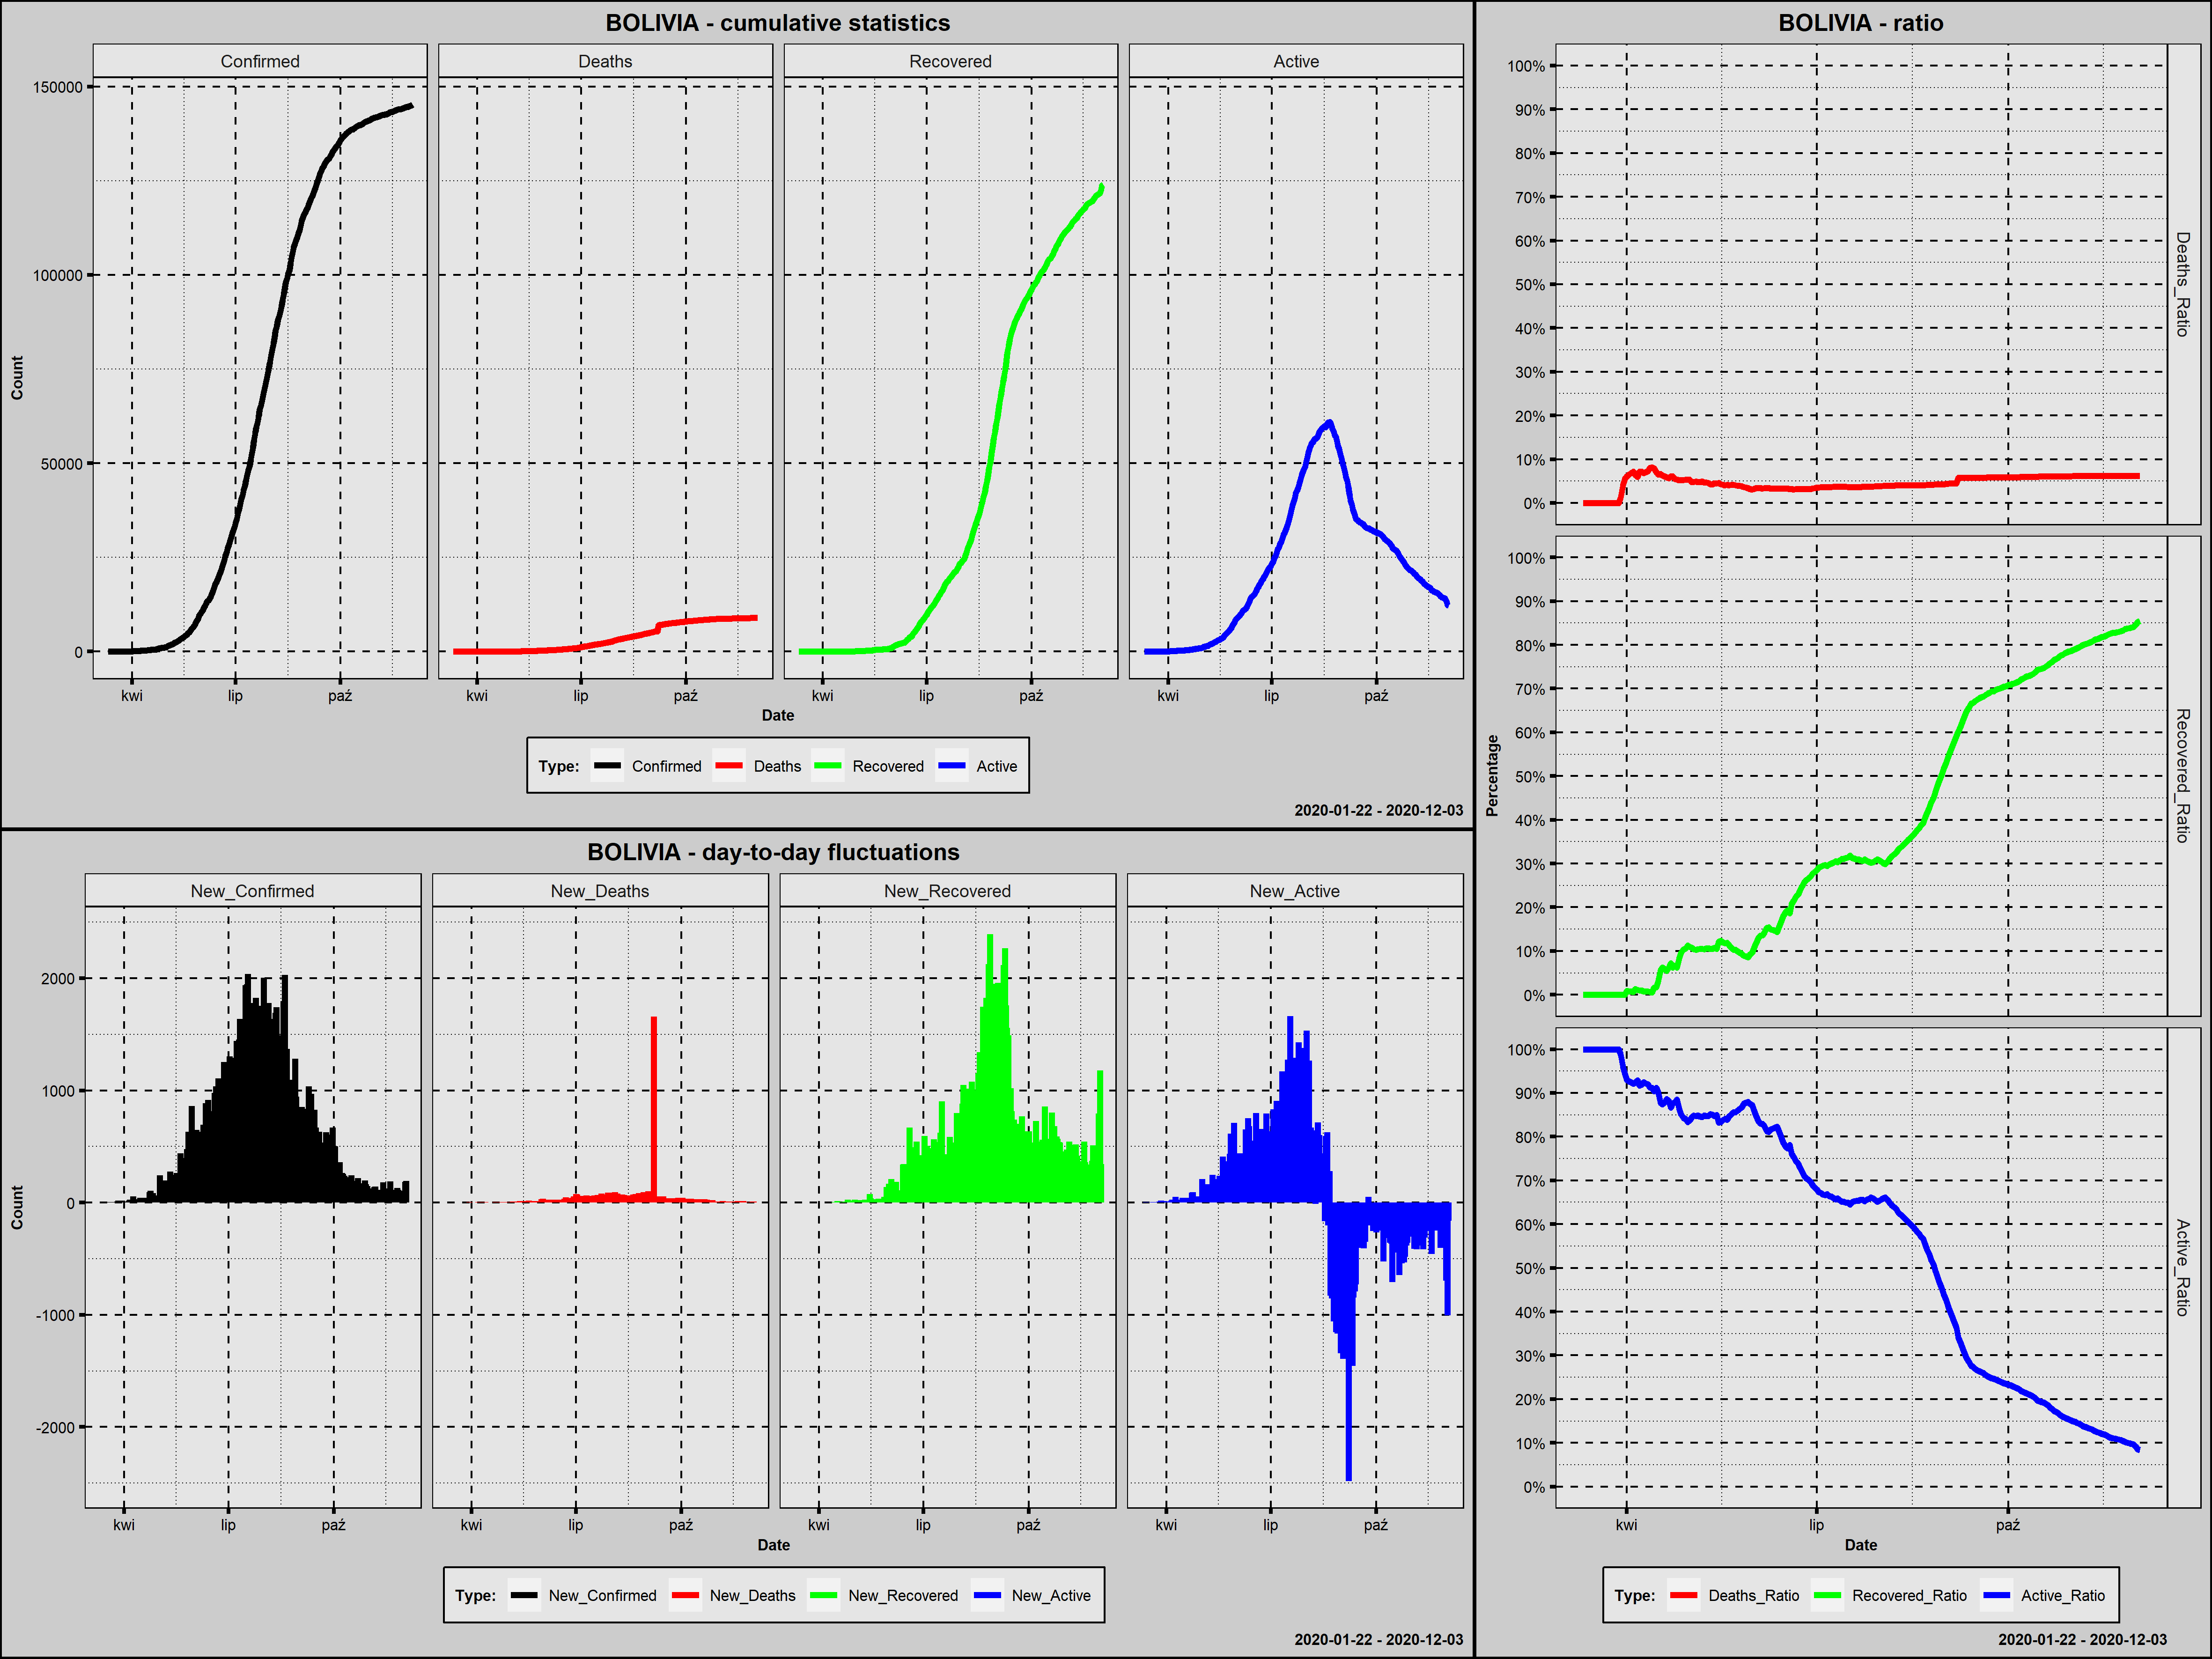 BOLIVIA - cumulative statistics
Confirmed Deaths Recovered Active
150000
100000
50000
0
Count
kwi lip paź kwi lip paź kwi lip paź kwi lip paź
Date
Type: Confirmed Deaths Recovered Active
2020-01-22 - 2020-12-03
BOLIVIA - day-to-day fluctuations
New_Confirmed New_Deaths New_Recovered New_Active
2000
1000
0
-1000
-2000
Count
kwi lip paź kwi lip paź kwi lip paź kwi lip paź
Date
Type: New_Confirmed New_Deaths New_Recovered New_Active
2020-01-22 - 2020-12-03
BOLIVIA - ratio
100%
90%
80%
70%
60%
50%
40%
30%
20%
10%
0%
Deaths_Ratio
100%
90%
80%
70%
60%
50%
40%
30%
20%
10%
0%
Recovered_Ratio
100%
90%
80%
70%
60%
50%
40%
30%
20%
10%
0%
Active_Ratio
Percentage
kwi lip paź
Date
Type: Deaths_Ratio Recovered_Ratio Active_Ratio
2020-01-22 - 2020-12-03